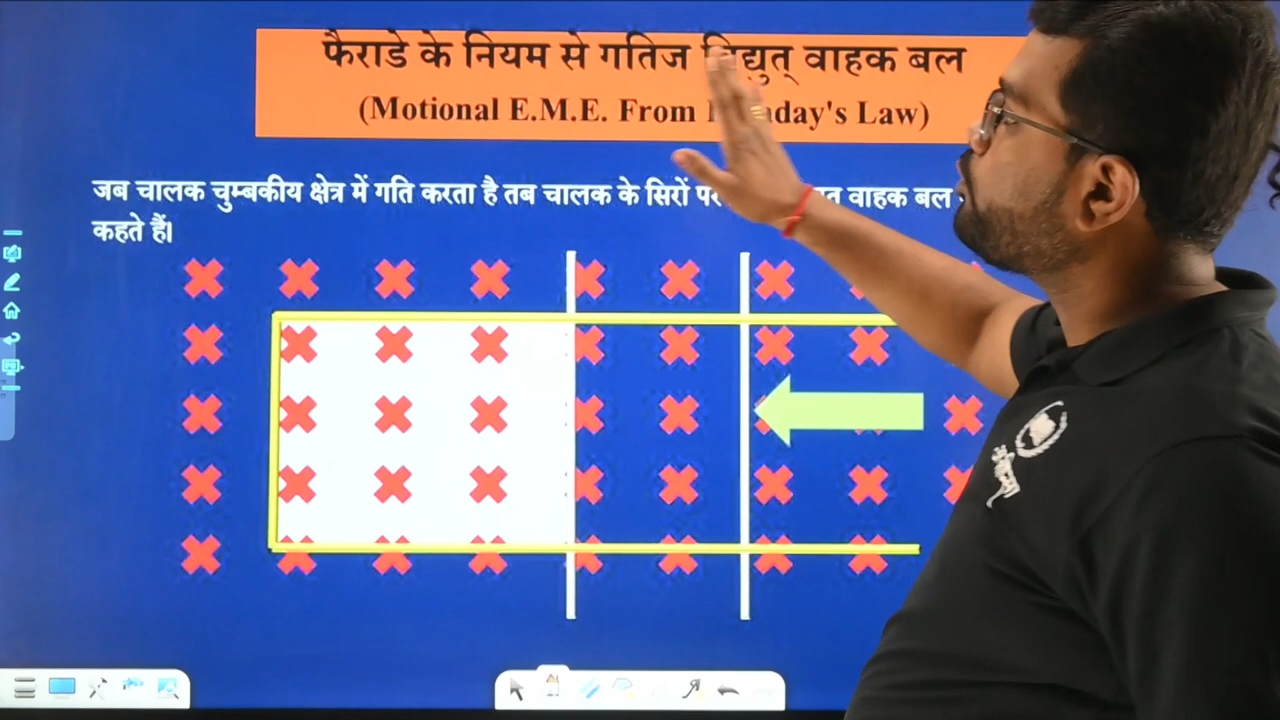 फैराडे के नियम से गतिज विद्युत् वाहक बल
(Motional E.M.E. From day's Law)
जब चालक चुम्बकीय क्षेत्र में गति करता है तब चालक के सिरों पर वाहक बल
कहते हैं।